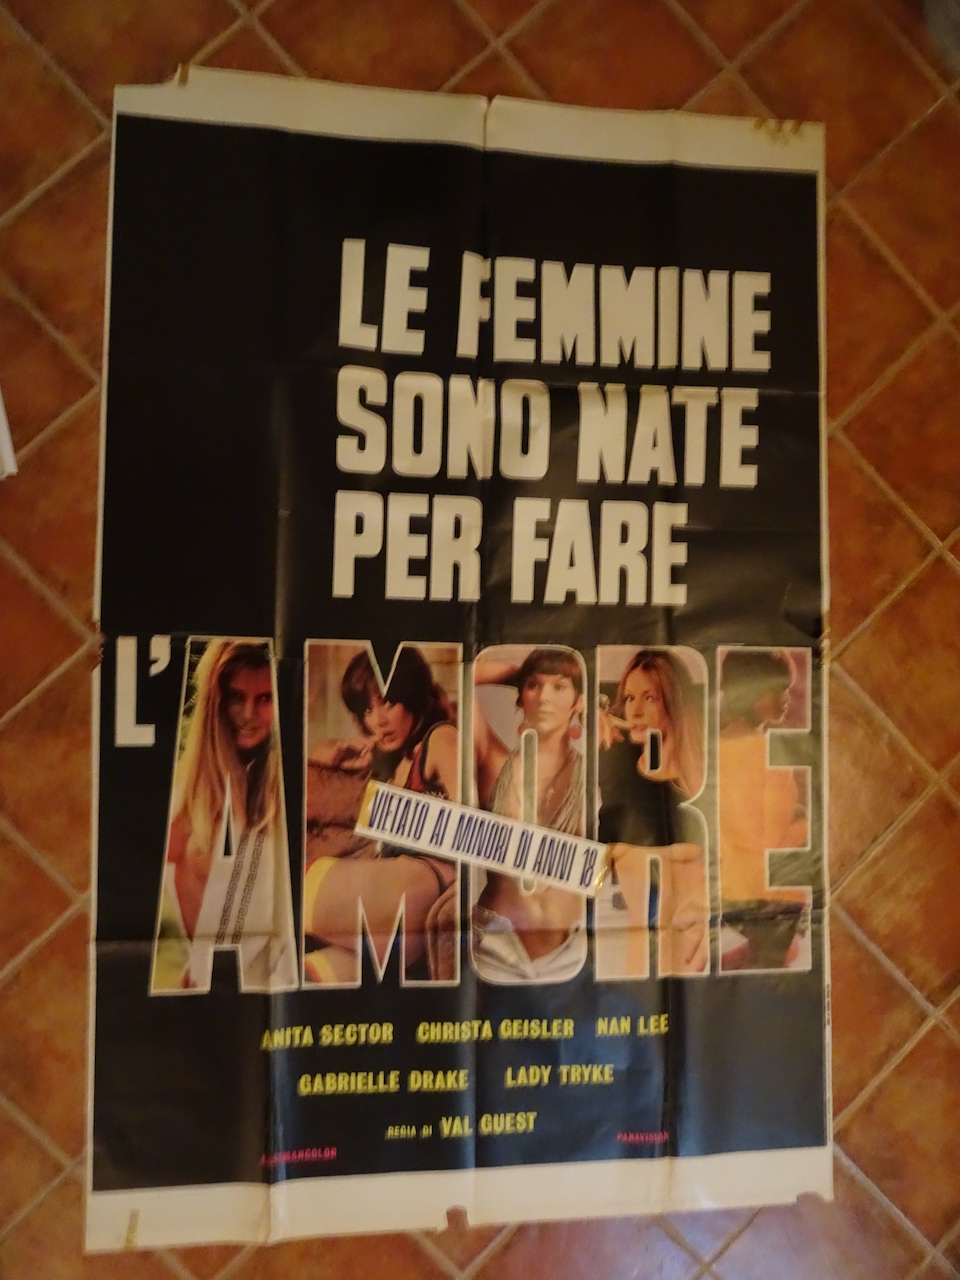 LE FEMMINE
SONO NATE
PER FARE
L'AMORE
VIETATO AI MINORI DI ANNI 18
ANITA SECTOR CHRISTA GEISLER NAN LEE
GABRIELLE DRAKE LADY TRYKE
REGIA DI VAL GUEST
PANAVISION